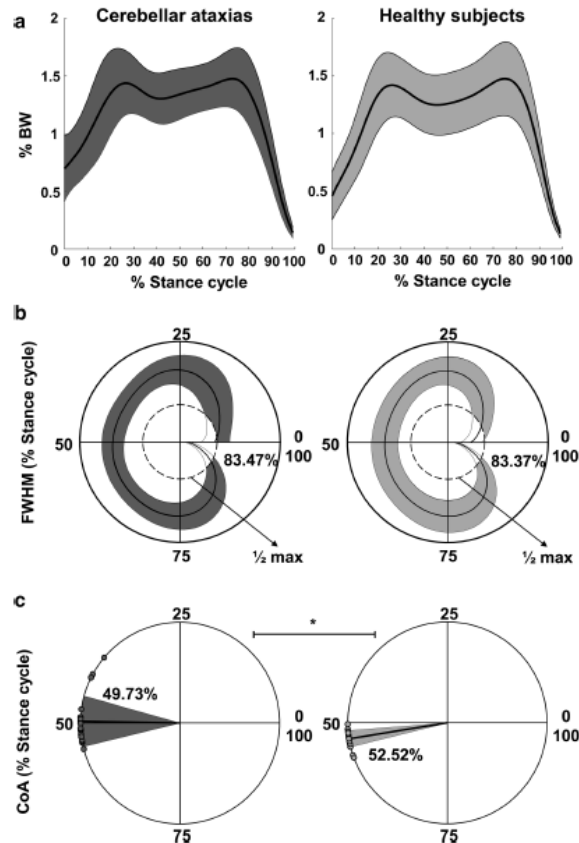 a
Cerebellar ataxias
Healthy subjects
% BW
2
1.5
1
0.5
0
0 10 20 30 40 50 60 70 80 90 100
% Stance cycle
2
1.5
1
0.5
0
0 10 20 30 40 50 60 70 80 90 100
% Stance cycle
b
FWHM (% Stance cycle)
25
50
0
100
83.47%
75
½ max
25
50
0
100
83.37%
75
½ max
c
CoA (% Stance cycle)
25
49.73%
50
0
100
75
*
25
50
0
100
52.52%
75